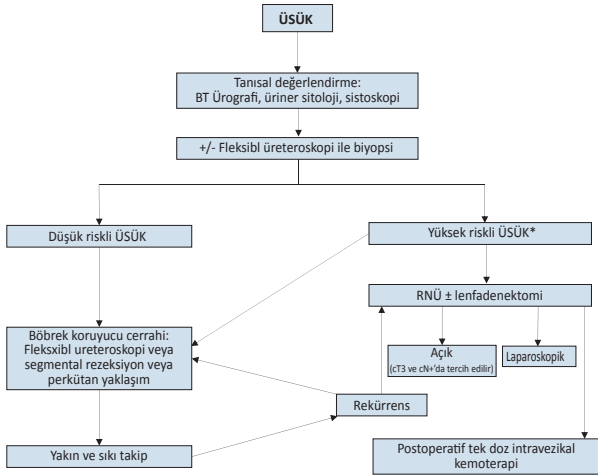 ÜSÜK
Tanısal değerlendirme:
BT Ürografi, üriner sitoloji, sistoskopi
+/- Fleksibl üreteroskopi ile biyopsi
Düşük riskli ÜSÜK
Yüksek riskli ÜSÜK*
RNÜ ± lenfadenektomi
Böbrek koruyucu cerrahi:
Fleksxibl ureteroskopi veya
segmental rezeksiyon veya
perkütan yaklaşım
Açık
(cT3 ve cN+'da tercih edilir)
Laparoskopik
Rekürrens
Yakın ve sıkı takip
Postoperatif tek doz intravezikal
kemoterapi